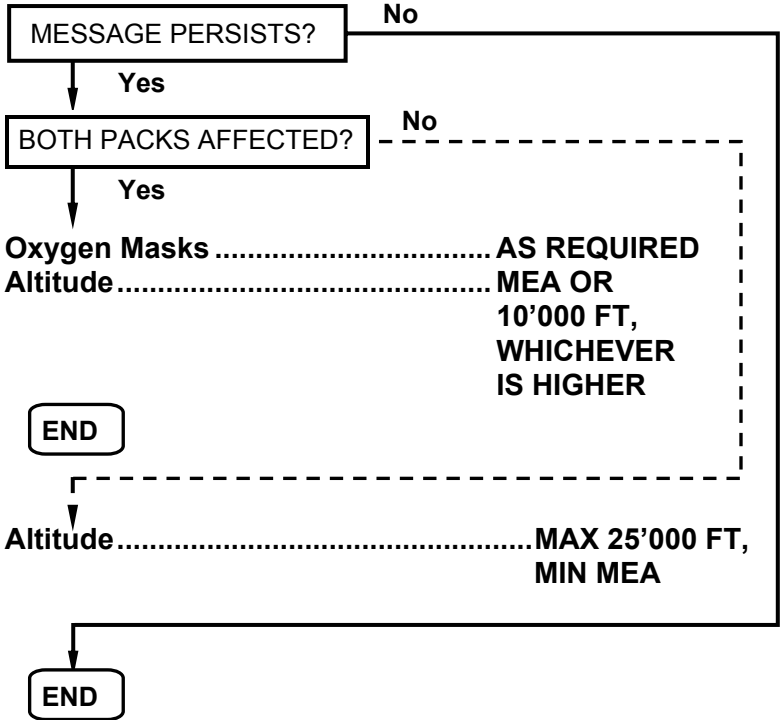 No
MESSAGE PERSISTS?
Yes
No
BOTH PACKS AFFECTED?
Yes
Oxygen Masks .................................. AS REQUIRED
Altitude.............................................. MEA OR
10’000 FT,
WHICHEVER
IS HIGHER
END
Altitude...................................................MAX 25’000 FT,
MIN MEA
END